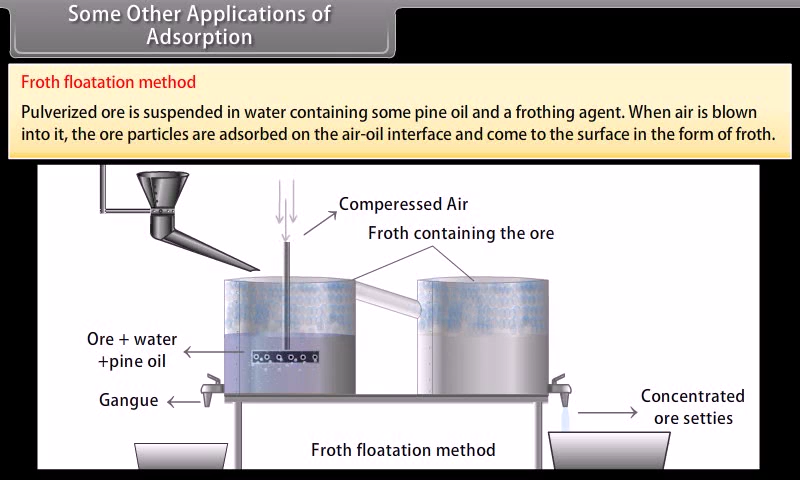 Some Other Applications of
Adsorption
Froth floatation method
Pulverized ore is suspended in water containing some pine oil and a frothing agent. When air is blown
into it, the ore particles are adsorbed on the air-oil interface and come to the surface in the form of froth.
Comperessed Air
Froth containing the ore
Ore + water
+pine oil
Gangue
Concentrated
ore setties
Froth floatation method